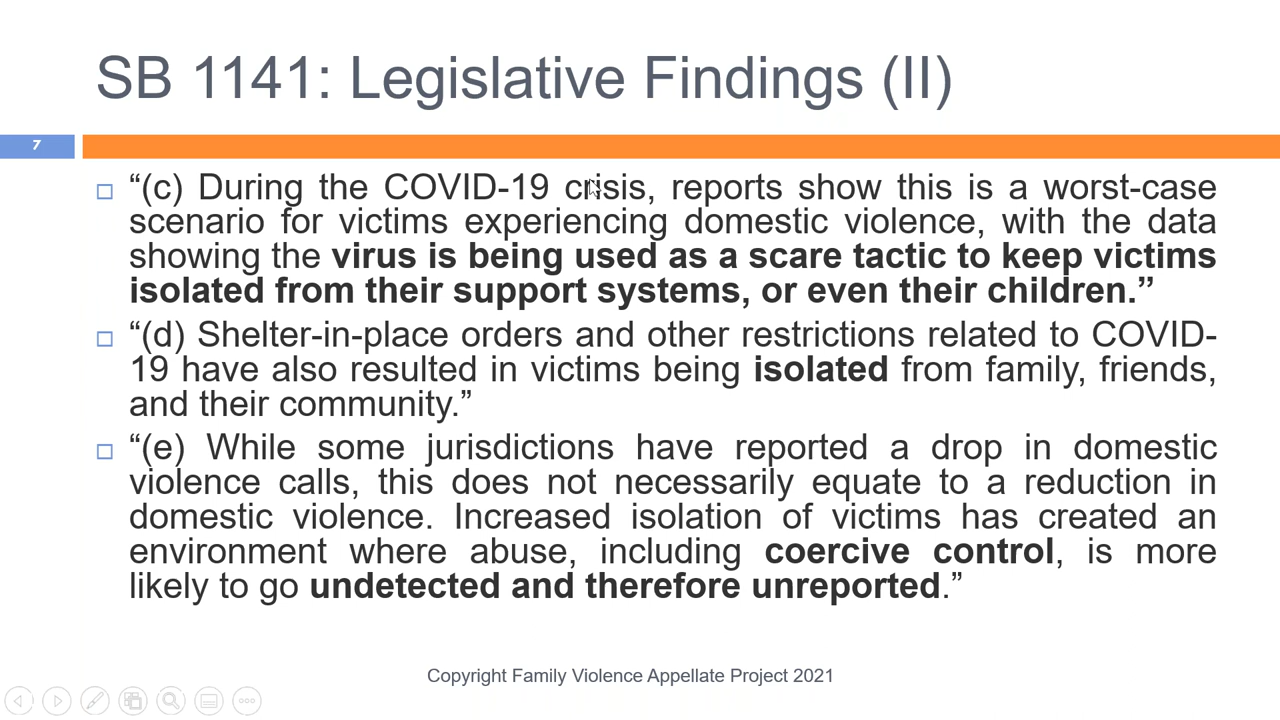 SB 1141: Legislative Findings (II)
7
“(c) During the COVID-19 crisis, reports show this is a worst-case
scenario for victims experiencing domestic violence, with the data
showing the virus is being used as a scare tactic to keep victims
isolated from their support systems, or even their children.”
“(d) Shelter-in-place orders and other restrictions related to COVID-
19 have also resulted in victims being isolated from family, friends,
and their community.”
“(e) While some jurisdictions have reported a drop in domestic
violence calls, this does not necessarily equate to a reduction in
domestic violence. Increased isolation of victims has created an
environment where abuse, including coercive control, is more
likely to go undetected and therefore unreported.”
Copyright Family Violence Appellate Project 2021